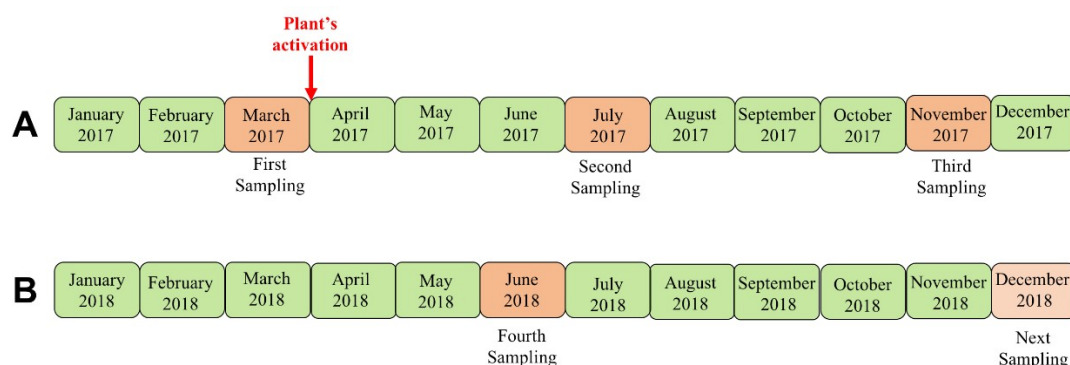 Plant's
activation
A
January
2017
February
2017
March
2017
April
2017
May
2017
June
2017
July
2017
August
2017
September
2017
October
2017
November
2017
December
2017
First
Sampling
Second
Sampling
Third
Sampling
B
January
2018
February
2018
March
2018
April
2018
May
2018
June
2018
July
2018
August
2018
September
2018
October
2018
November
2018
December
2018
Fourth
Sampling
Next
Sampling